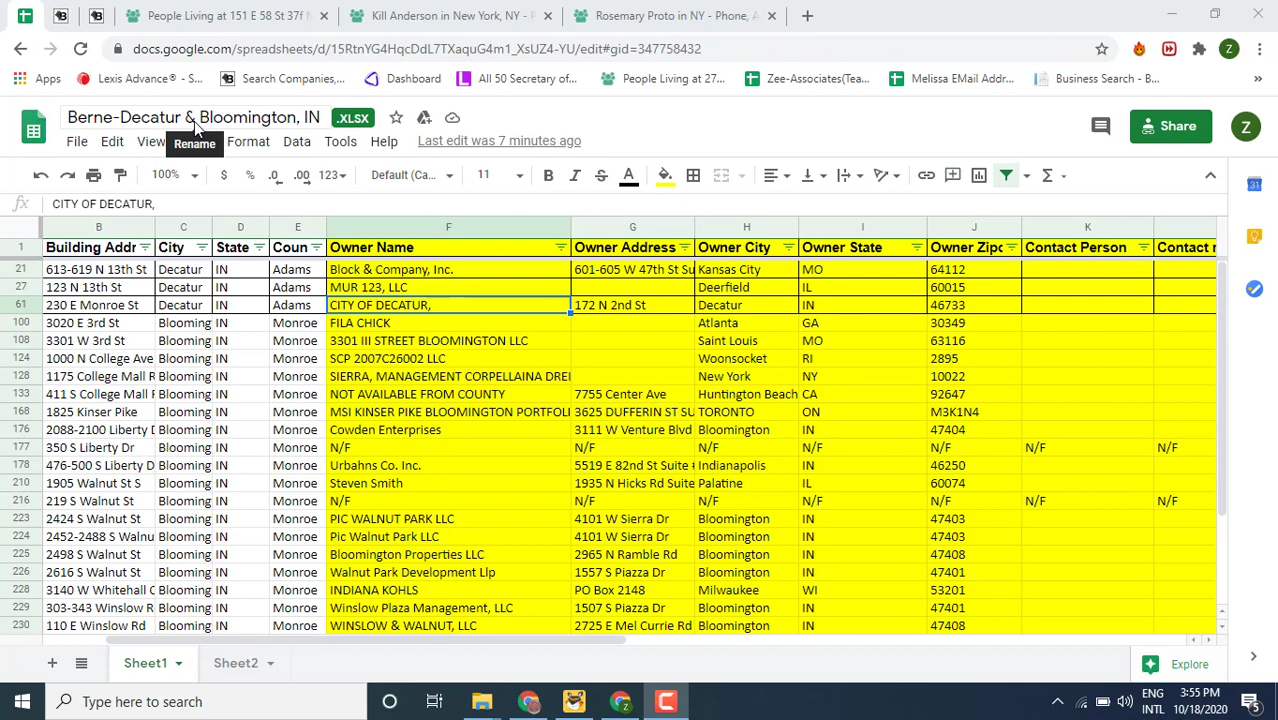 People Living at 151 E 58 St 37f Kill Anderson in New York, NY - P Rosemary Proto in NY - Phone, A
docs.google.com/spreadsheets/d/15RtnYG4HqcDdL7TXaquG4m1_XsUZ4-YU/edit#gid=347758432
Apps Lexis Advance® - S... Search Companies,... Dashboard All 50 Secretary of... People Living at 27... Zee-Associates(Tea... Melissa EMail Addr... Business Search - B... »
Berne-Decatur & Bloomington, IN .XLSX
Share Z
Rename
File Edit View Format Data Tools Help Last edit was 7 minutes ago
100% $ % .0 .00 123 Default (Ca... 11 B I S A
fx CITY OF DECATUR,
B C D E F G H I J K
1 Building Addr City State Coun Owner Name Owner Address Owner City Owner State Owner Zipc Contact Person Contact r
21 613-619 N 13th St Decatur IN Adams Block & Company, Inc. 601-605 W 47th St Su Kansas City MO 64112
27 123 N 13th St Decatur IN Adams MUR 123, LLC Deerfield IL 60015
61 230 E Monroe St Decatur IN Adams CITY OF DECATUR, 172 N 2nd St Decatur IN 46733
100 3020 E 3rd St Blooming IN Monroe FILA CHICK Atlanta GA 30349
108 3301 W 3rd St Blooming IN Monroe 3301 III STREET BLOOMINGTON LLC Saint Louis MO 63116
124 1000 N College Ave Blooming IN Monroe SCP 2007C26002 LLC Woonsocket RI 2895
128 1175 College Mall R Blooming IN Monroe SIERRA, MANAGEMENT CORPELLAINA DREI New York NY 10022
133 411 S College Mall F Blooming IN Monroe NOT AVAILABLE FROM COUNTY 7755 Center Ave Huntington Beach CA 92647
168 1825 Kinser Pike Blooming IN Monroe MSI KINSER PIKE BLOOMINGTON PORTFOL 3625 DUFFERIN ST SU TORONTO ON M3K1N4
176 2088-2100 Liberty D Blooming IN Monroe Cowden Enterprises 3111 W Venture Blvd Bloomington IN 47404
177 350 S Liberty Dr Blooming IN Monroe N/F N/F N/F N/F N/F N/F N/F
178 476-500 S Liberty D Blooming IN Monroe Urbahns Co. Inc. 5519 E 82nd St Suite # Indianapolis IN 46250
210 1905 Walnut St S Blooming IN Monroe Steven Smith 1935 N Hicks Rd Suite Palatine IL 60074
216 219 S Walnut St Blooming IN Monroe N/F N/F N/F N/F N/F N/F N/F
223 2424 S Walnut St Blooming IN Monroe PIC WALNUT PARK LLC 4101 W Sierra Dr Bloomington IN 47403
224 2452-2488 S Walnu Blooming IN Monroe Pic Walnut Park LLC 4101 W Sierra Dr Bloomington IN 47403
225 2498 S Walnut St Blooming IN Monroe Bloomington Properties LLC 2965 N Ramble Rd Bloomington IN 47408
226 2616 S Walnut St Blooming IN Monroe Walnut Park Development Llp 1557 S Piazza Dr Bloomington IN 47401
228 3140 W Whitehall C Blooming IN Monroe INDIANA KOHLS PO Box 2148 Milwaukee WI 53201
229 303-343 Winslow R Blooming IN Monroe Winslow Plaza Management, LLC 1507 S Piazza Dr Bloomington IN 47401
230 110 E Winslow Rd Blooming IN Monroe WINSLOW & WALNUT, LLC 2725 E Mel Currie Rd Bloomington IN 47408
Sheet1 Sheet2 Explore
Type here to search ENG 3:55 PM
INTL 10/18/2020 5